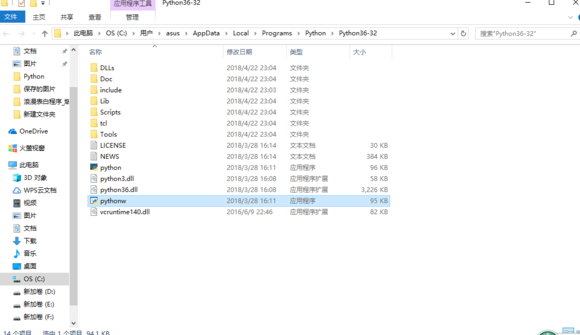 应用程序工具 Python36-32
文件 主页 共享 查看 管理
此电脑 > OS (C:) > 用户 > asus > AppData > Local > Programs > Python > Python36-32 搜索"Python36-32"
名称 修改日期 类型 大小
文档
图片
Python
保存的图片
新建文件夹
OneDrive
此电脑
3D 对象
WPS云文档
视频
图片
文档
下载
音乐
桌面
OS (C:)
新加卷 (D:)
新加卷 (E:)
新加卷 (F:)
DLLs 2018/4/22 23:04 文件夹
Doc 2018/4/22 23:04 文件夹
include 2018/4/22 23:03 文件夹
Lib 2018/4/22 23:04 文件夹
Scripts 2018/4/22 23:04 文件夹
tcl 2018/4/22 23:04 文件夹
Tools 2018/4/22 23:04 文件夹
LICENSE 2018/3/28 16:14 文本文档 30 KB
NEWS 2018/3/28 16:14 文本文档 384 KB
python 2018/3/28 16:11 应用程序 96 KB
python3.dll 2018/3/28 16:08 应用程序扩展 58 KB
python36.dll 2018/3/28 16:08 应用程序扩展 3,226 KB
pythonw 2018/3/28 16:11 应用程序 95 KB
vcruntime140.dll 2016/6/9 22:46 应用程序扩展 82 KB
14 个项目 选中 1 个项目 94.1 KB